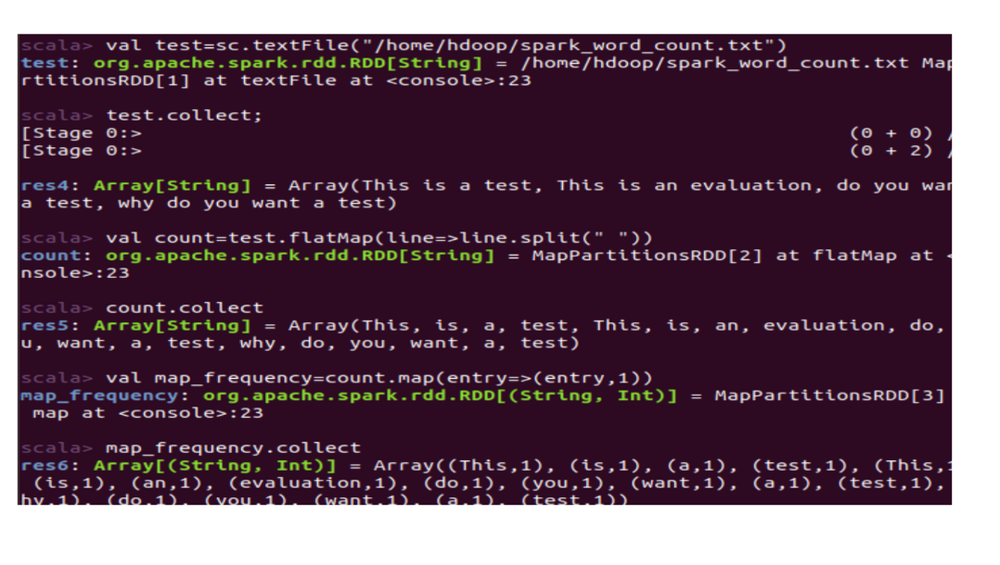 scala> val test=sc.textFile("/home/hdoop/spark_word_count.txt")
test: org.apache.spark.rdd.RDD[String] = /home/hdoop/spark_word_count.txt Map
rtitionsRDD[1] at textFile at <console>:23
scala> test.collect;
[Stage 0:> (0 + 0) /
[Stage 0:> (0 + 2) /
res4: Array[String] = Array(This is a test, This is an evaluation, do you wan
a test, why do you want a test)
scala> val count=test.flatMap(line=>line.split(" "))
count: org.apache.spark.rdd.RDD[String] = MapPartitionsRDD[2] at flatMap at <
nsole>:23
scala> count.collect
res5: Array[String] = Array(This, is, a, test, This, is, an, evaluation, do,
u, want, a, test, why, do, you, want, a, test)
scala> val map_frequency=count.map(entry=>(entry,1))
map_frequency: org.apache.spark.rdd.RDD[(String, Int)] = MapPartitionsRDD[3]
map at <console>:23
scala> map_frequency.collect
res6: Array[(String, Int)] = Array((This,1), (is,1), (a,1), (test,1), (This,1
(is,1), (an,1), (evaluation,1), (do,1), (you,1), (want,1), (a,1), (test,1),
hy,1), (do,1), (you,1), (want,1), (a,1), (test,1))